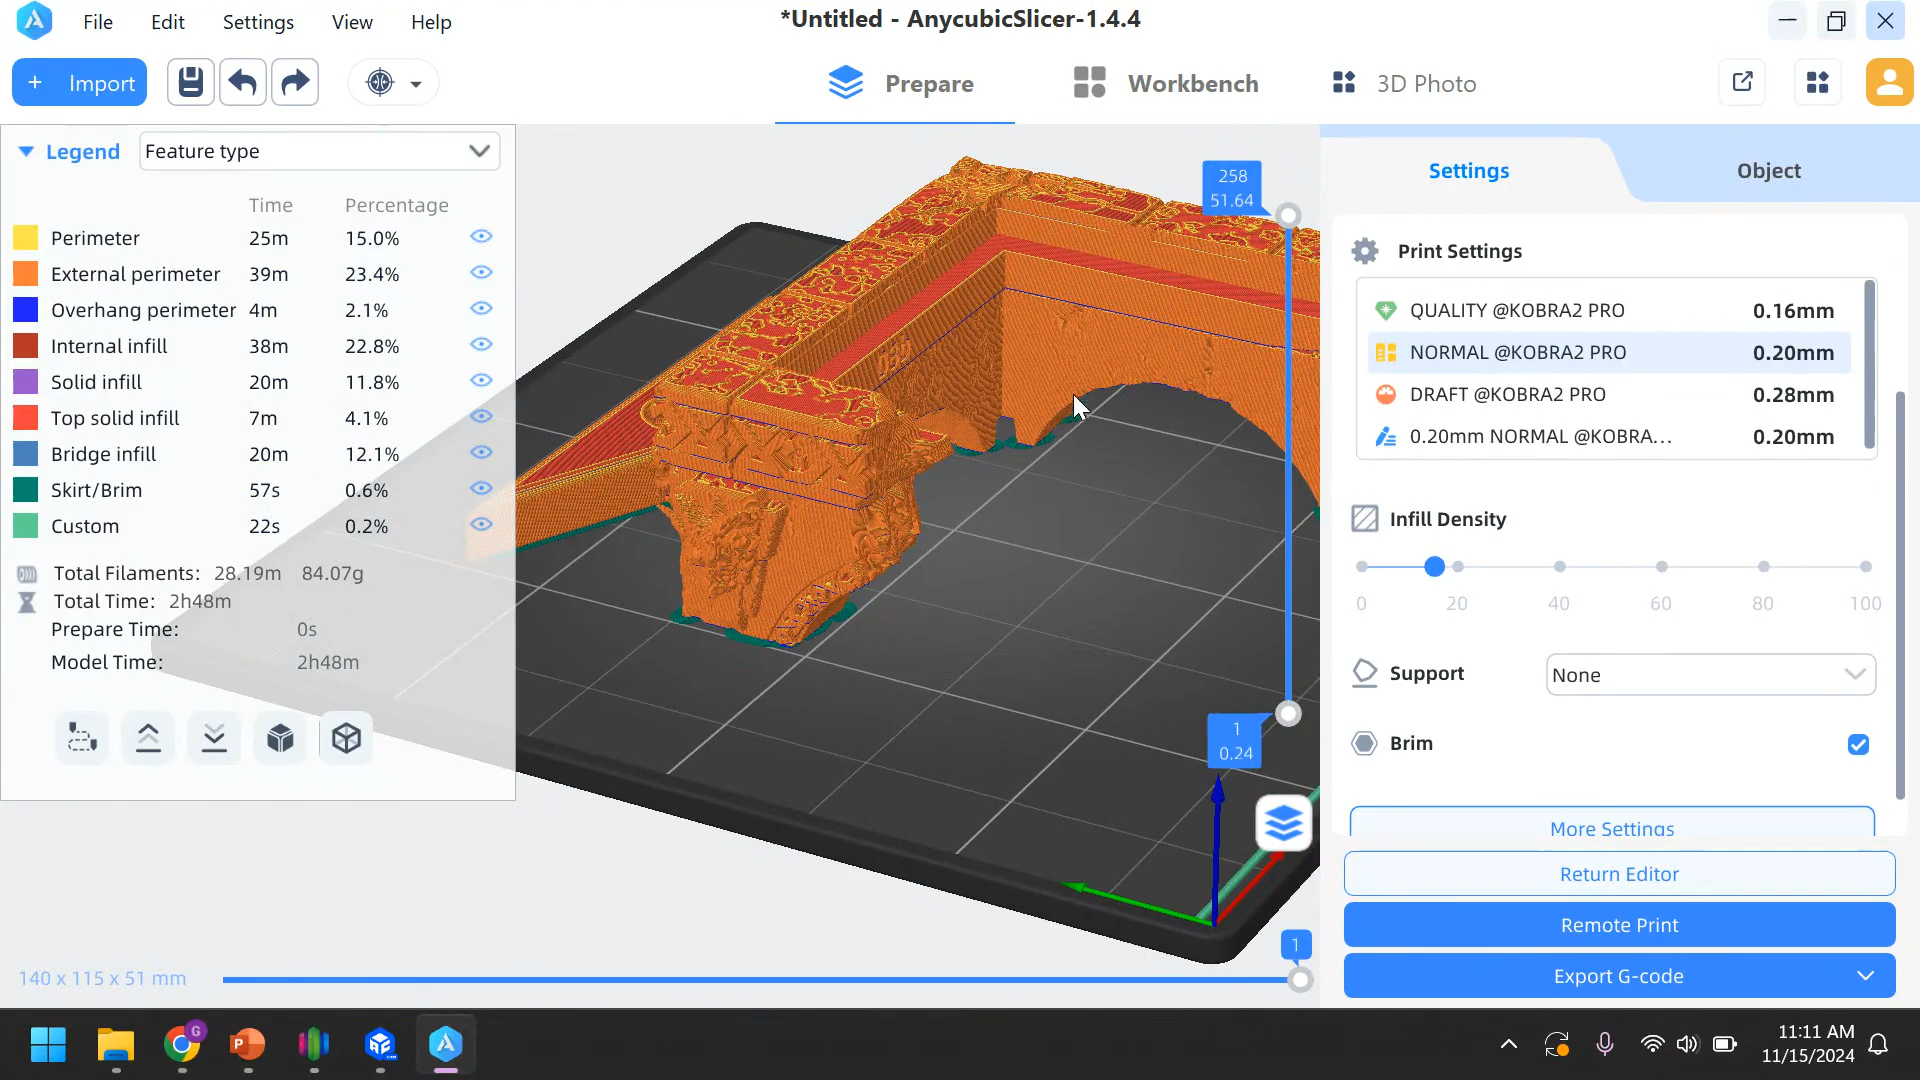 File Edit Settings View Help *Untitled - AnycubicSlicer-1.4.4
+ Import Prepare Workbench 3D Photo
Legend Feature type
Time Percentage
Perimeter 25m 15.0%
External perimeter 39m 23.4%
Overhang perimeter 4m 2.1%
Internal infill 38m 22.8%
Solid infill 20m 11.8%
Top solid infill 7m 4.1%
Bridge infill 20m 12.1%
Skirt/Brim 57s 0.6%
Custom 22s 0.2%
Total Filaments: 28.19m 84.07g
Total Time: 2h48m
Prepare Time: 0s
Model Time: 2h48m
140 x 115 x 51 mm
258
51.64
1
0.24
1
Settings Object
Print Settings
QUALITY @KOBRA2 PRO 0.16mm
NORMAL @KOBRA2 PRO 0.20mm
DRAFT @KOBRA2 PRO 0.28mm
0.20mm NORMAL @KOBRA... 0.20mm
Infill Density
0 20 40 60 80 100
Support None
Brim
More Settings
Return Editor
Remote Print
Export G-code
G
P
11:11 AM
11/15/2024